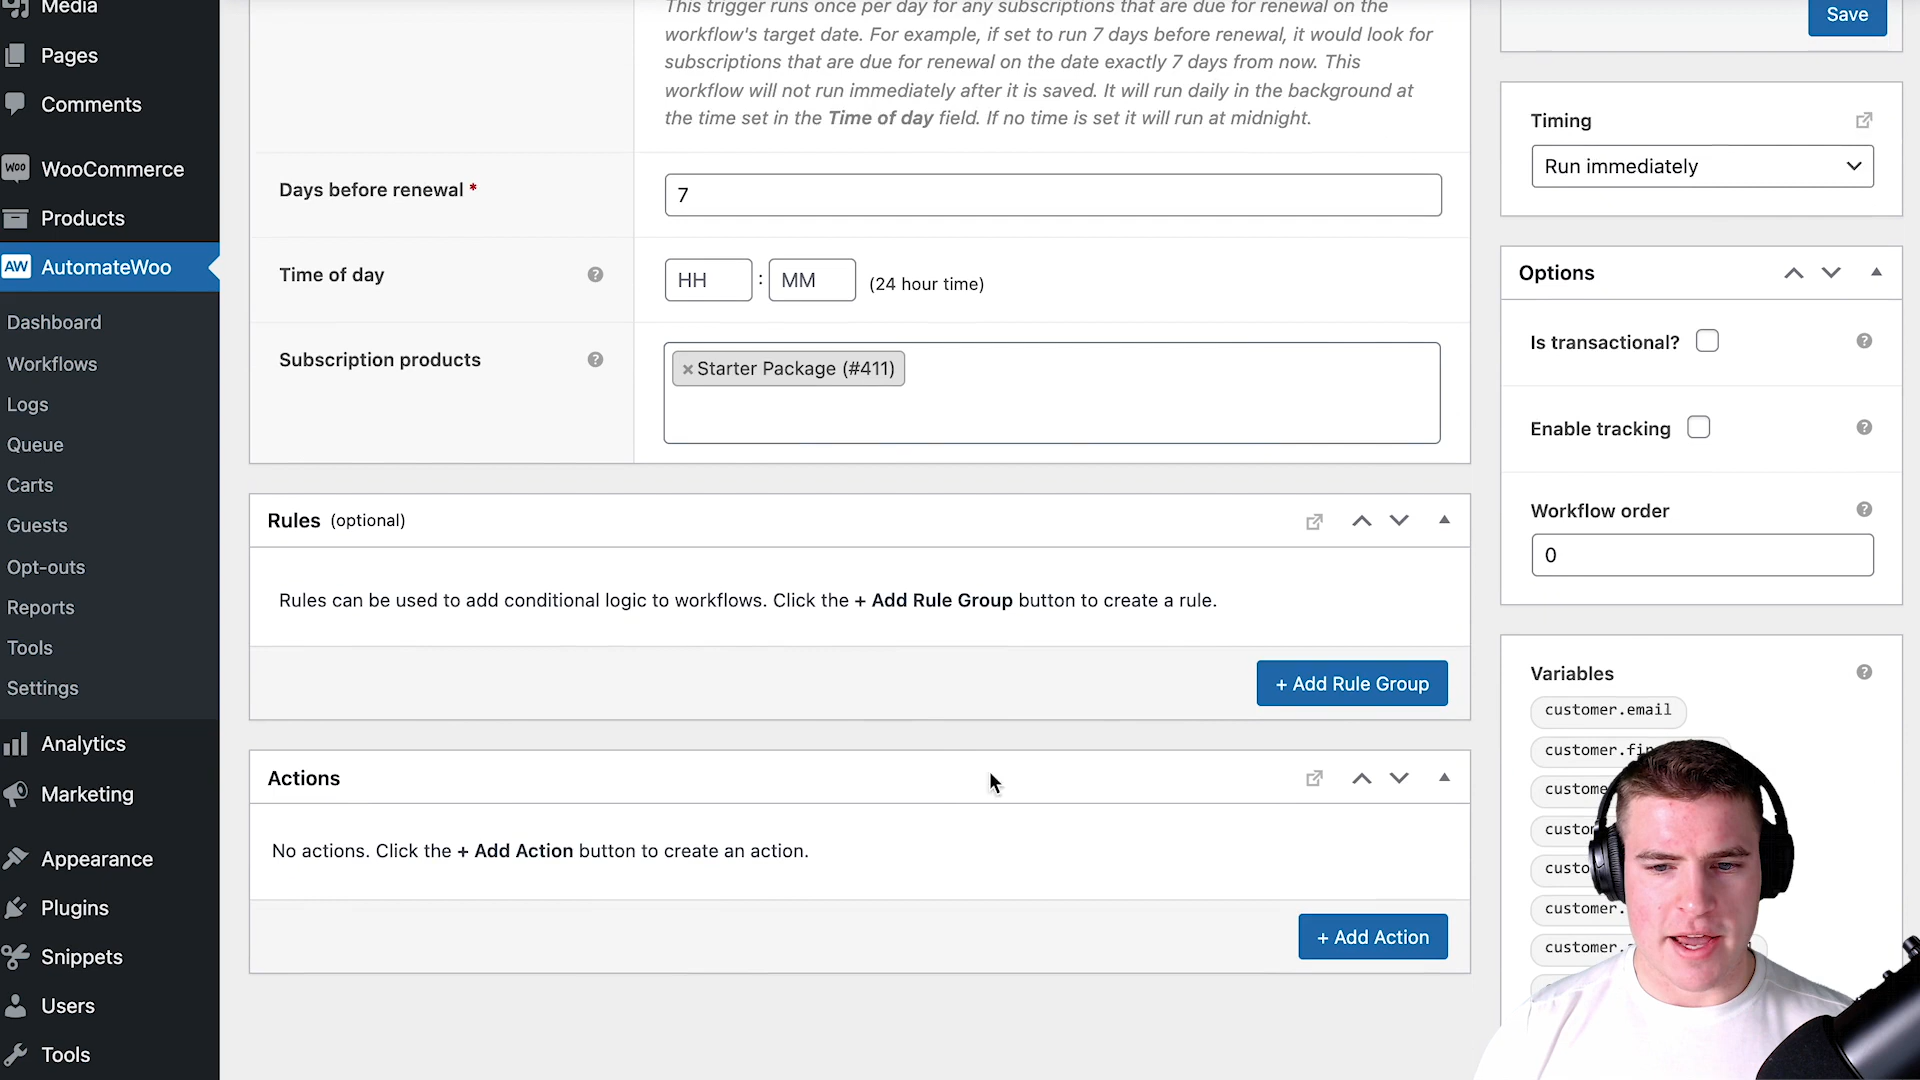 Media
Pages
Comments
Woo WooCommerce
Products
AW AutomateWoo
Dashboard
Workflows
Logs
Queue
Carts
Guests
Opt-outs
Reports
Tools
Settings
Analytics
Marketing
Appearance
Plugins
Snippets
Users
Tools
This trigger runs once per day for any subscriptions that are due for renewal on the
workflow's target date. For example, if set to run 7 days before renewal, it would look for
subscriptions that are due for renewal on the date exactly 7 days from now. This
workflow will not run immediately after it is saved. It will run daily in the background at
the time set in the Time of day field. If no time is set it will run at midnight.
Days before renewal *
7
Time of day
HH : MM (24 hour time)
Subscription products
×Starter Package (#411)
Rules (optional)
Rules can be used to add conditional logic to workflows. Click the + Add Rule Group button to create a rule.
+ Add Rule Group
Actions
No actions. Click the + Add Action button to create an action.
+ Add Action
Save
Timing
Run immediately
Options
Is transactional?
Enable tracking
Workflow order
0
Variables
customer.email